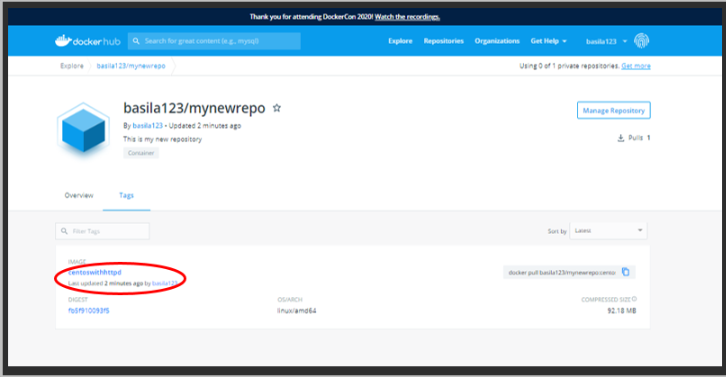 Thank you for attending DockerCon 2020! Watch the recordings.
dockerhub Search for great content (e.g., mysql) Explore Repositories Organizations Get Help basila123
Explore basila123/mynewrepo Using 0 of 1 private repositories. Get more
basila123/mynewrepo
Manage Repository
By basila123 • Updated 2 minutes ago
This is my new repository
Pulls 1
Container
Overview Tags
Filter Tags Sort by Latest
IMAGE
centoswithhttpd
docker pull basila123/mynewrepo:cento
Last updated 2 minutes ago by basila123
DIGEST OS/ARCH COMPRESSED SIZE
linux/amd64 92.18 MB